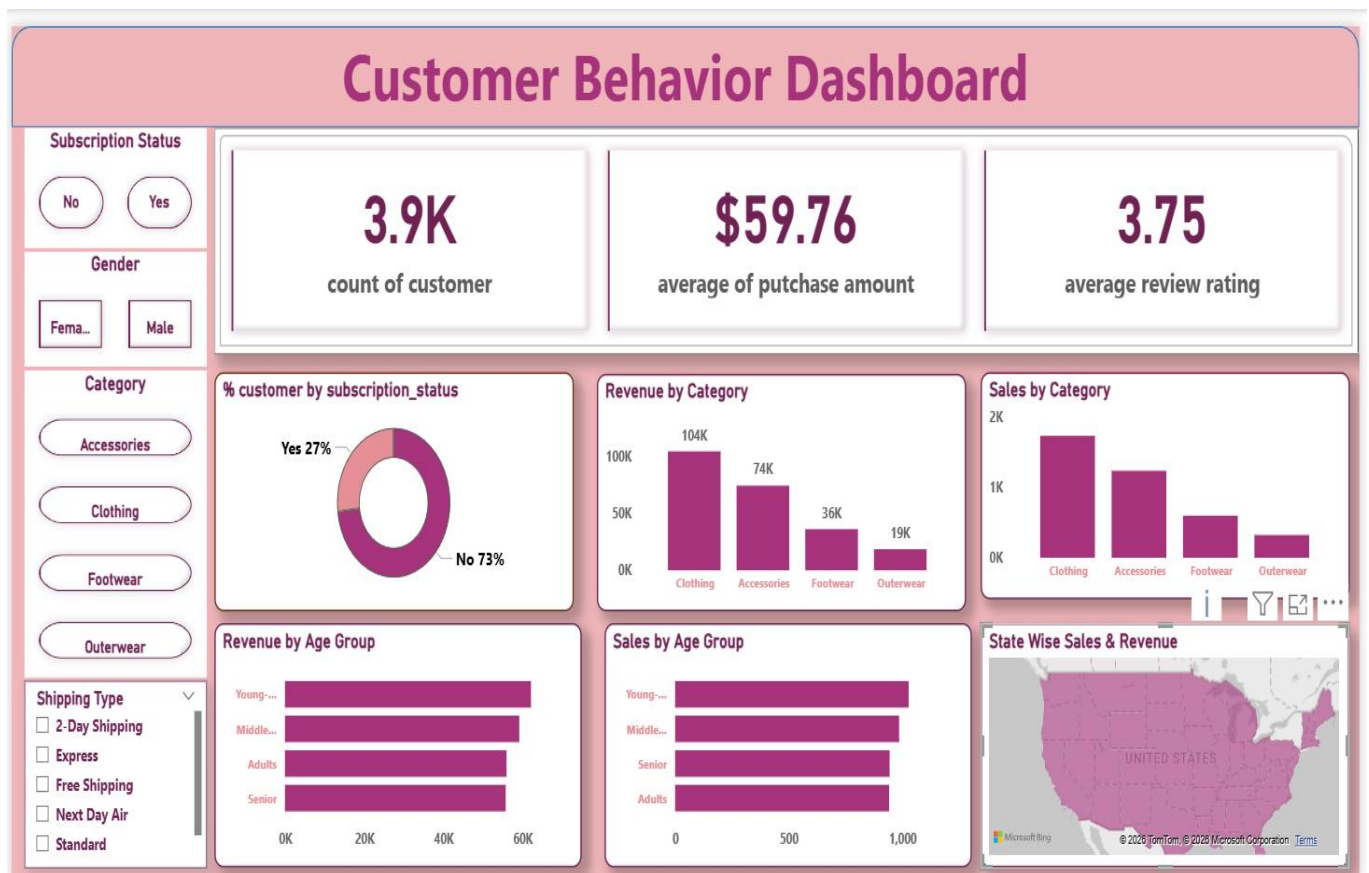 Customer Behavior Dashboard
Subscription Status
No
Yes
Gender
Fema...
Male
Category
Accessories
Clothing
Footwear
Outerwear
Shipping Type
2-Day Shipping
Express
Free Shipping
Next Day Air
Standard
3.9K
count of customer
$59.76
average of putchase amount
3.75
average review rating
% customer by subscription_status
Yes 27%
No 73%
Revenue by Category
100K
50K
0K
104K
74K
36K
19K
Clothing
Accessories
Footwear
Outerwear
Sales by Category
2K
1K
0K
Clothing
Accessories
Footwear
Outerwear
Revenue by Age Group
Young-...
Middle...
Adults
Senior
0K
20K
40K
60K
Sales by Age Group
Young-...
Middle...
Senior
Adults
0
500
1,000
State Wise Sales & Revenue
UNITED STATES
Microsoft Bing
© 2026 TomTom, © 2026 Microsoft Corporation Terms